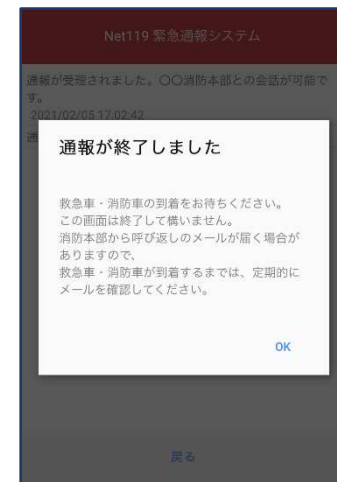 Net119 緊急通報システム
通報が受理されました。〇〇消防本部との会話が可能で
す。
2021/02/05 17:02:42
通
通報が終了しました
救急車・消防車の到着をお待ちください。
この画面は終了して構いません。
消防本部から呼び返しのメールが届く場合が
ありますので、
救急車・消防車が到着するまでは、定期的に
メールを確認してください。
OK
戻る